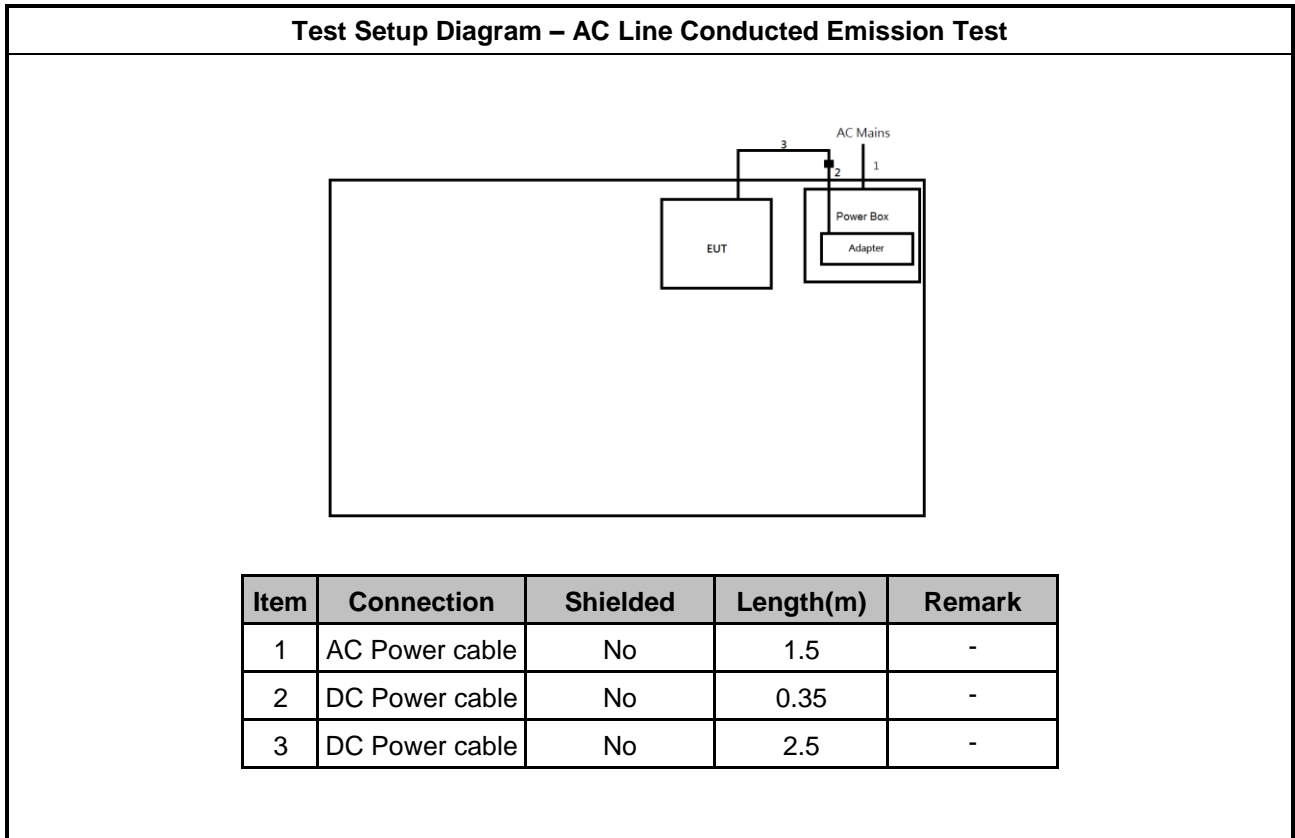 Test Setup Diagram – AC Line Conducted Emission Test
AC Mains
3
2
1
Power Box
EUT
Adapter
Item Connection Shielded Length(m) Remark
1 AC Power cable No 1.5 -
2 DC Power cable No 0.35 -
3 DC Power cable No 2.5 -